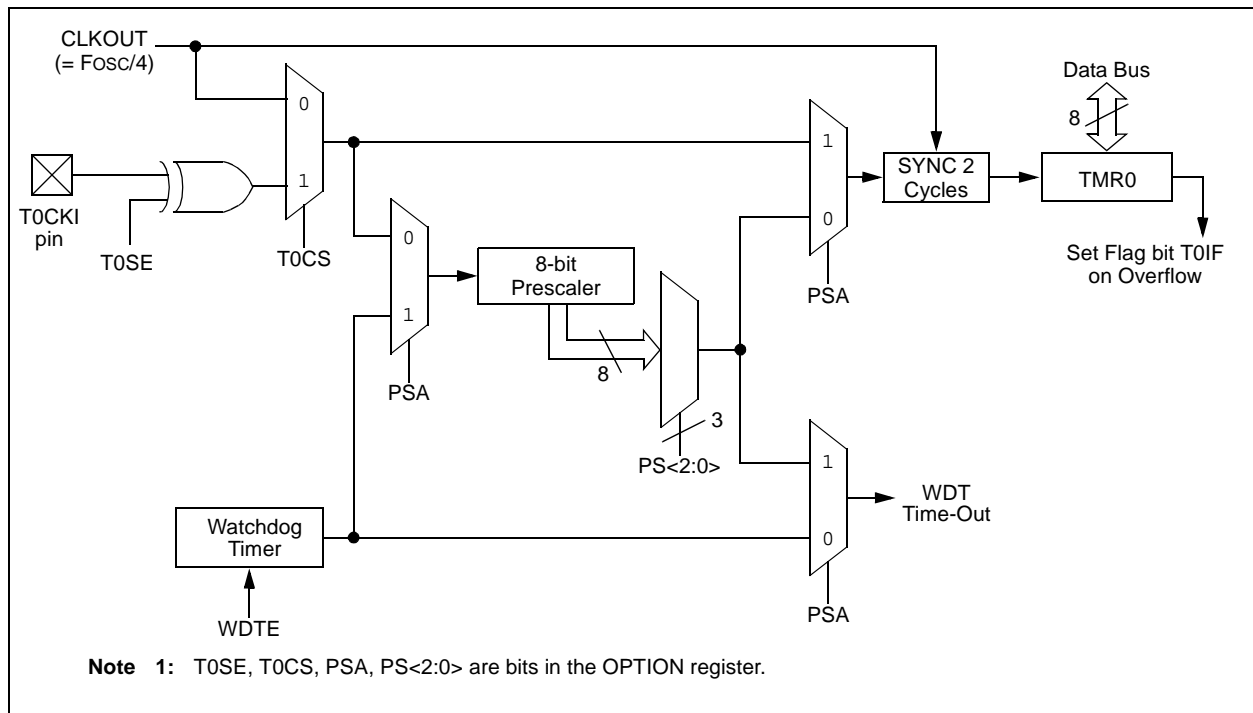 CLKOUT
(= FOSC/4)
0
1
T0CKI
pin
T0SE
T0CS
0
1
PSA
8-bit
Prescaler
8
3
PS<2:0>
1
0
PSA
SYNC 2
Cycles
Data Bus
8
TMR0
Set Flag bit T0IF
on Overflow
1
0
PSA
WDT
Time-Out
Watchdog
Timer
WDTE
Note 1: T0SE, T0CS, PSA, PS<2:0> are bits in the OPTION register.